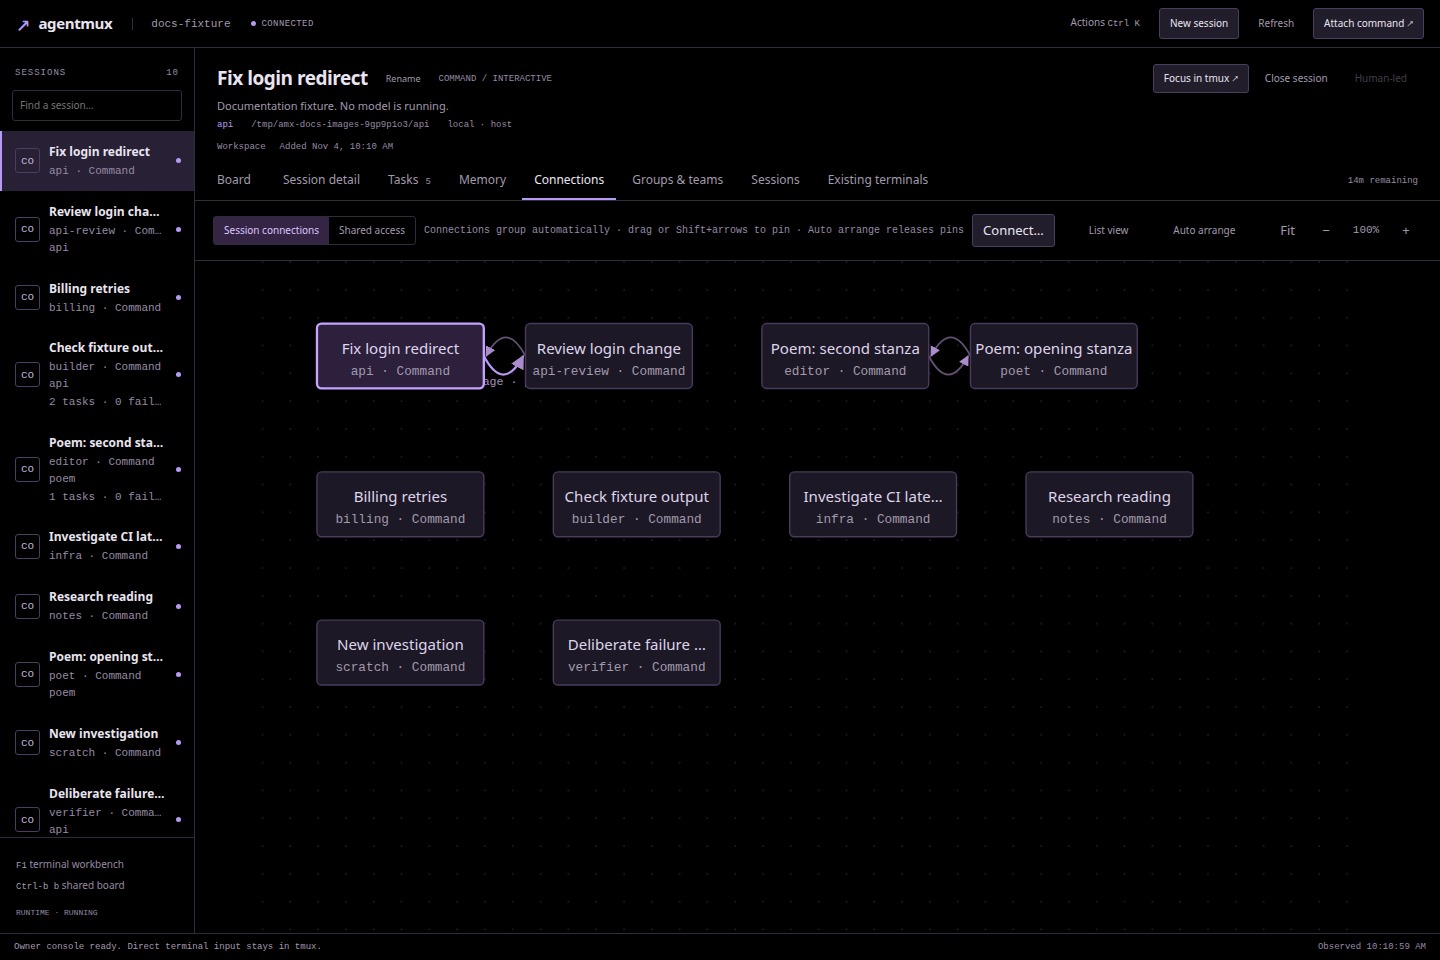 agentmux docs-fixture CONNECTED Actions Ctrl K New session Refresh Attach command ↗
SESSIONS 10
Find a session...
co Fix login redirect
api · Command
co Review login cha...
api-review · Com…
api
co Billing retries
billing · Command
co Check fixture out...
builder · Command
api
2 tasks · 0 fail…
co Poem: second sta...
editor · Command
poem
1 tasks · 0 fail…
co Investigate CI lat...
infra · Command
co Research reading
notes · Command
co Poem: opening st...
poet · Command
poem
co New investigation
scratch · Command
co Deliberate failure...
verifier · Comma…
api
F1 terminal workbench
Ctrl-b b shared board
RUNTIME · RUNNING
Fix login redirect Rename COMMAND / INTERACTIVE Focus in tmux ↗ Close session Human-led
Documentation fixture. No model is running.
api /tmp/amx-docs-images-9gp9p1o3/api local · host
Workspace Added Nov 4, 10:10 AM
Board Session detail Tasks 5 Memory Connections Groups & teams Sessions Existing terminals 14m remaining
Session connections Shared access Connections group automatically · drag or Shift+arrows to pin · Auto arrange releases pins Connect... List view Auto arrange Fit − 100% +
Fix login redirect
api · Command
age ·
Review login change
api-review · Command
Poem: second stanza
editor · Command
Poem: opening stanza
poet · Command
Billing retries
billing · Command
Check fixture output
builder · Command
Investigate CI late...
infra · Command
Research reading
notes · Command
New investigation
scratch · Command
Deliberate failure ...
verifier · Command
Owner console ready. Direct terminal input stays in tmux. Observed 10:10:59 AM